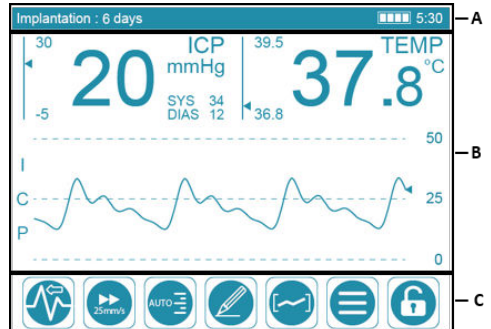 Implantation : 6 days 5:30 A
30 ICP 39.5 TEMP
20 mmHg 37.8 °C
SYS 34
-5 DIAS 12 36.8
50
B
I
C 25
P
0
25mm/s AUTO C